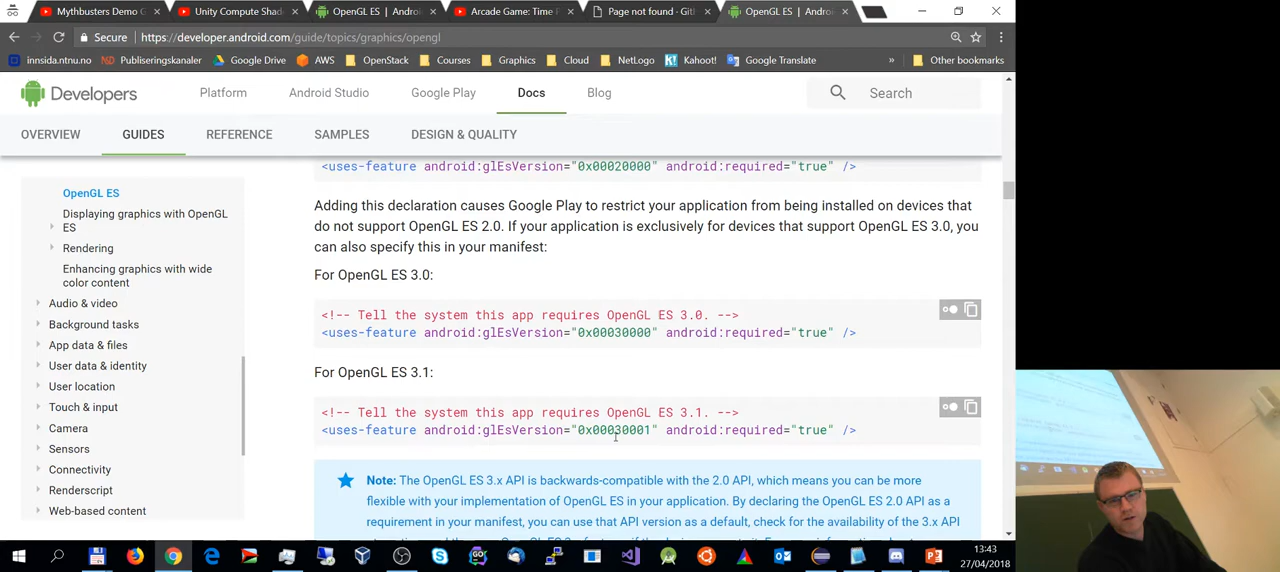 Mythbusters Demo G
Unity Compute Shad
OpenGL ES | Androi
Arcade Game: Time P
Page not found · Gith
OpenGL ES | Androi
Secure
https://developer.android.com/guide/topics/graphics/opengl
innsida.ntnu.no
ND
Publiseringskanaler
Google Drive
AWS
OpenStack
Courses
Graphics
Cloud
NetLogo
K!
Kahoot!
Google Translate
»
Other bookmarks
Developers
Platform
Android Studio
Google Play
Docs
Blog
Search
OVERVIEW
GUIDES
REFERENCE
SAMPLES
DESIGN & QUALITY
OpenGL ES
Displaying graphics with OpenGL
ES
Rendering
Enhancing graphics with wide
color content
Audio & video
Background tasks
App data & files
User data & identity
User location
Touch & input
Camera
Sensors
Connectivity
Renderscript
Web-based content
<uses-feature android:glEsVersion="0x00020000" android:required="true" />
Adding this declaration causes Google Play to restrict your application from being installed on devices that
do not support OpenGL ES 2.0. If your application is exclusively for devices that support OpenGL ES 3.0, you
can also specify this in your manifest:
For OpenGL ES 3.0:
<!-- Tell the system this app requires OpenGL ES 3.0. -->
<uses-feature android:glEsVersion="0x00030000" android:required="true" />
For OpenGL ES 3.1:
<!-- Tell the system this app requires OpenGL ES 3.1. -->
<uses-feature android:glEsVersion="0x00030001" android:required="true" />
Note: The OpenGL ES 3.x API is backwards-compatible with the 2.0 API, which means you can be more
flexible with your implementation of OpenGL ES in your application. By declaring the OpenGL ES 2.0 API as a
requirement in your manifest, you can use that API version as a default, check for the availability of the 3.x API
13:43
27/04/2018